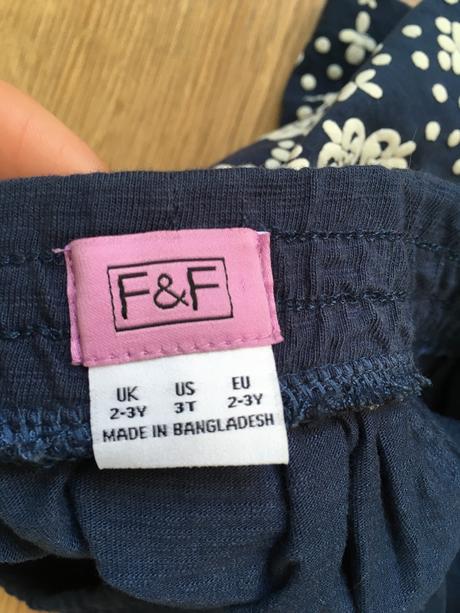 F&F
UK US EU
2-3Y 3T 2-3Y
MADE IN BANGLADESH